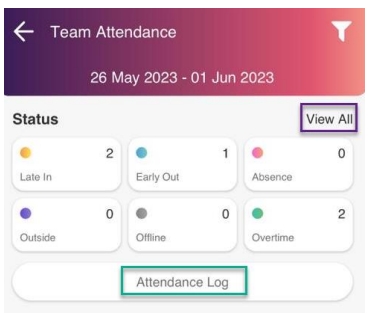 Team Attendance
26 May 2023 - 01 Jun 2023
Status View All
2 1 0
Late In Early Out Absence
0 0 2
Outside Offline Overtime
Attendance Log